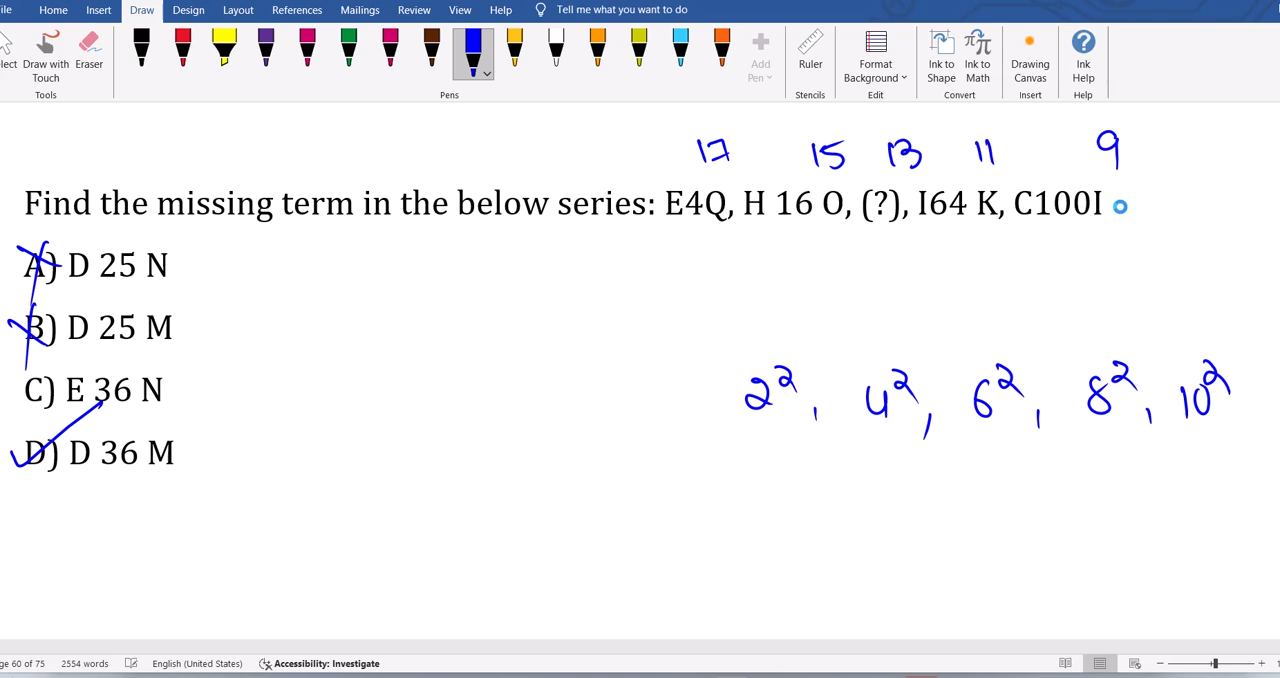 ile Home Insert Draw Design Layout References Mailings Review View Help Tell me what you want to do
lect Draw with Touch Eraser Add Pen Ruler Format Background Ink to Shape Ink to Math Drawing Canvas Ink Help
Tools Pens Stencils Edit Convert Insert Help
17 15 13 11 9
Find the missing term in the below series: E4Q, H 16 O, (?), I64 K, C100I
A) D 25 N
B) D 25 M
2², 4², 6², 8², 10²
C) E 36 N
D) D 36 M
ge 60 of 75 2554 words English (United States) Accessibility: Investigate